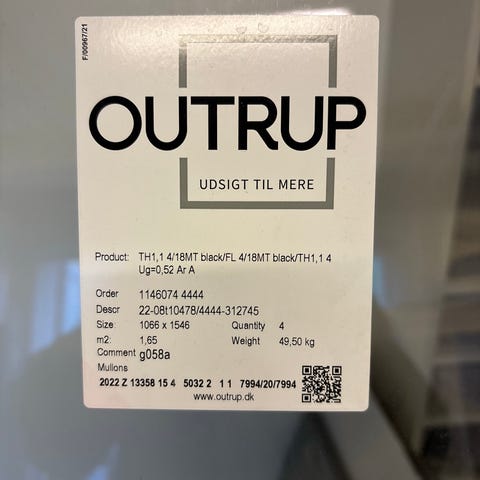 F/00967/21
OUTRUP
UDSIGT TIL MERE
Product: TH1,1 4/18MT black/FL 4/18MT black/TH1,1 4
Ug=0,52 Ar A
Order 1146074 4444
Descr 22-08t10478/4444-312745
Size: 1066 x 1546 Quantity 4
m2: 1,65 Weight 49,50 kg
Comment g058a
Mullions
2022 Z 13358 15 4 5032 2 1 1 7994/20/7994
www.outrup.dk